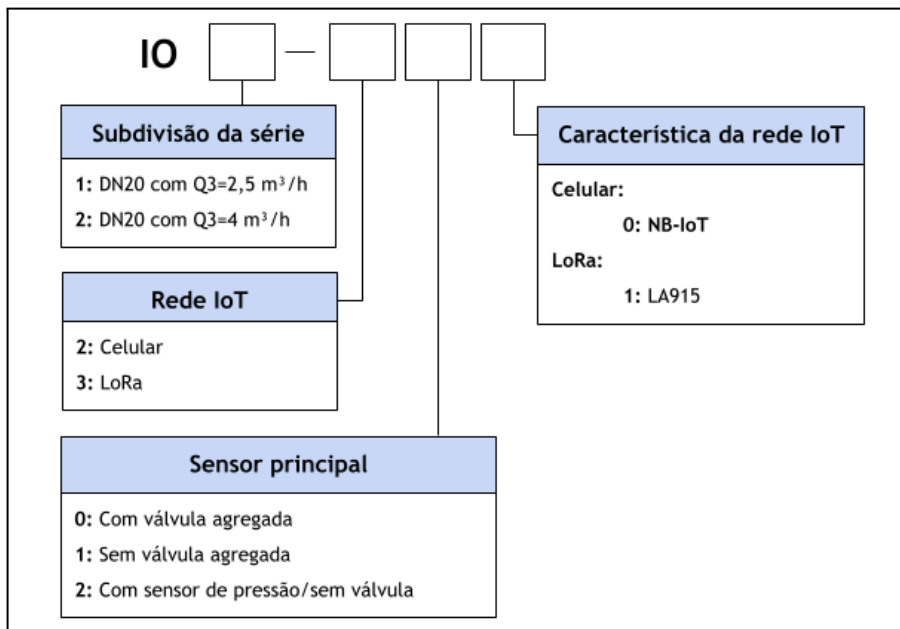 IO —
Subdivisão da série
1: DN20 com Q3=2,5 m³/h
2: DN20 com Q3=4 m³/h
Rede IoT
2: Celular
3: LoRa
Sensor principal
0: Com válvula agregada
1: Sem válvula agregada
2: Com sensor de pressão/sem válvula
Característica da rede IoT
Celular:
0: NB-IoT
LoRa:
1: LA915